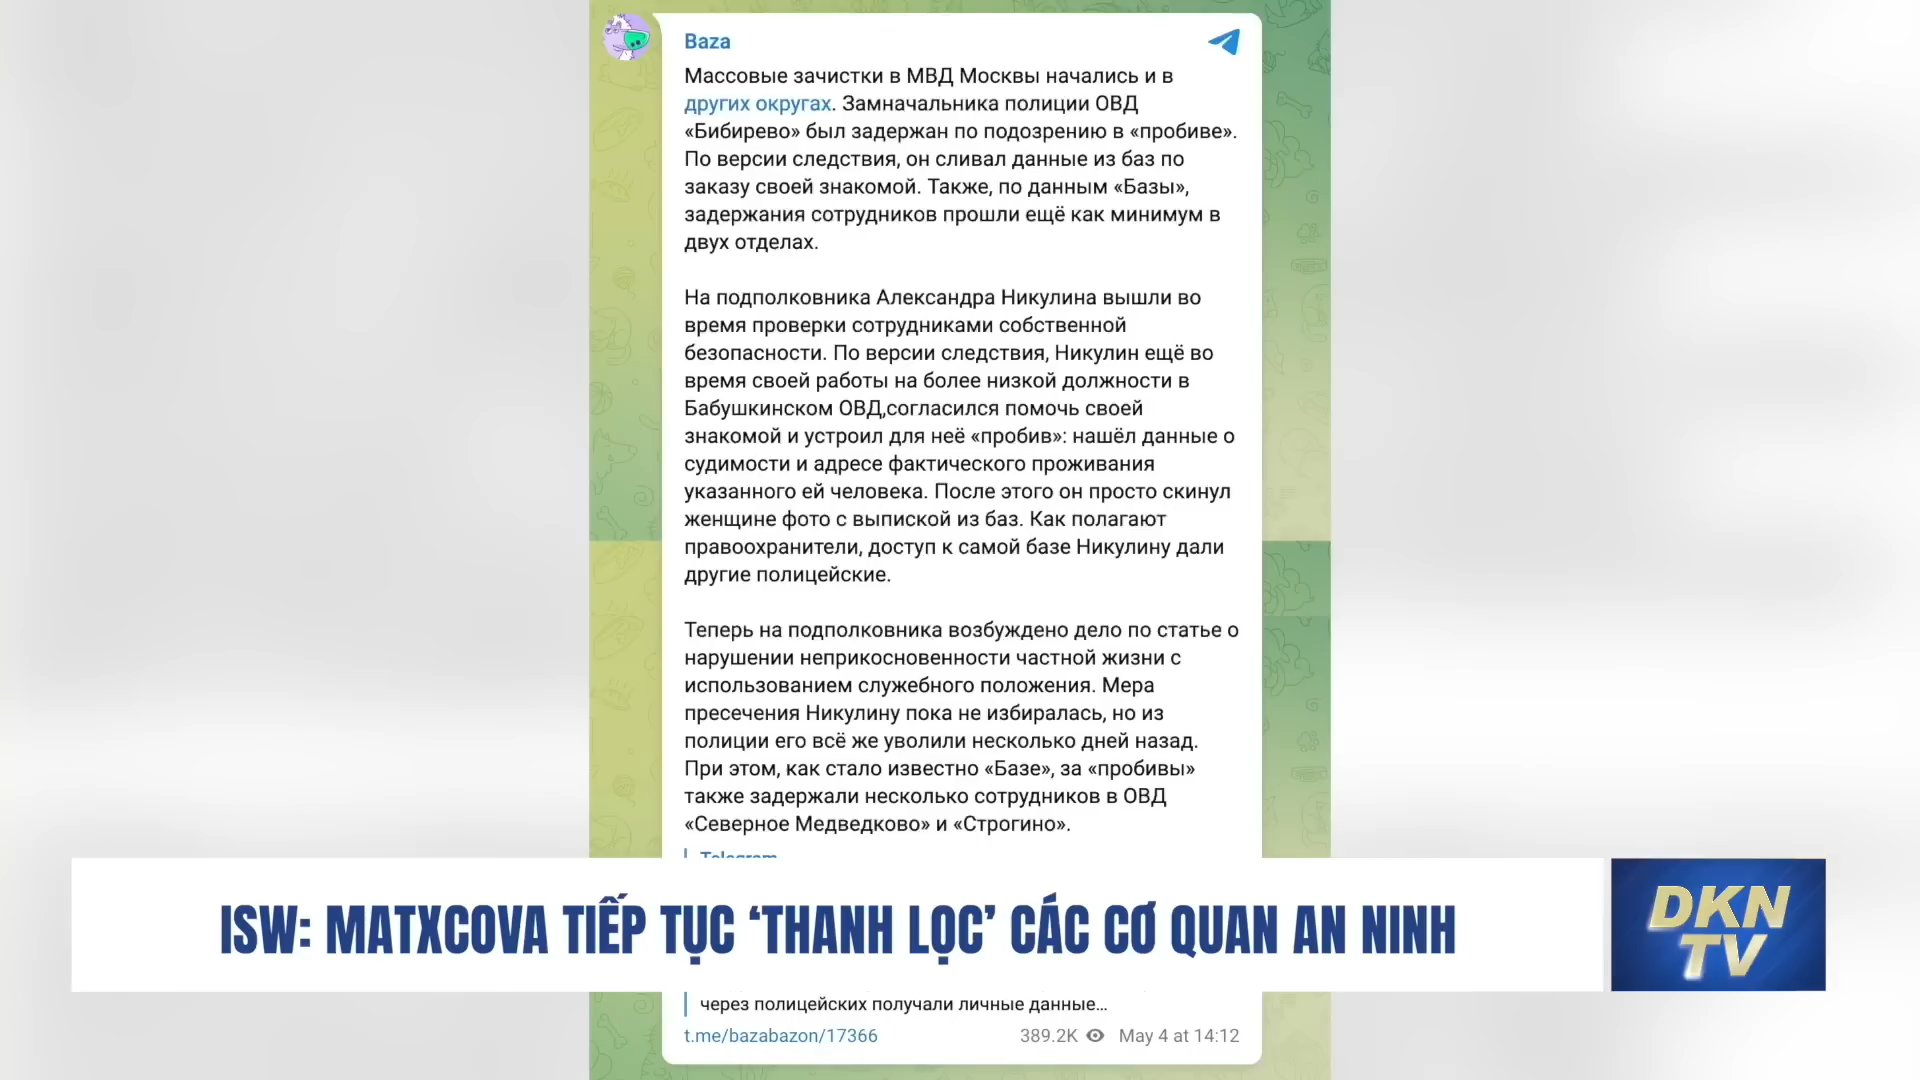 Baza
Массовые зачистки в МВД Москвы начались и в
других округах. Замначальника полиции ОВД
«Бибирево» был задержан по подозрению в «пробиве».
По версии следствия, он сливал данные из баз по
заказу своей знакомой. Также, по данным «Базы»,
задержания сотрудников прошли ещё как минимум в
двух отделах.
На подполковника Александра Никулина вышли во
время проверки сотрудниками собственной
безопасности. По версии следствия, Никулин ещё во
время своей работы на более низкой должности в
Бабушкинском ОВД,согласился помочь своей
знакомой и устроил для неё «пробив»: нашёл данные о
судимости и адресе фактического проживания
указанного ей человека. После этого он просто скинул
женщине фото с выпиской из баз. Как полагают
правоохранители, доступ к самой базе Никулину дали
другие полицейские.
Теперь на подполковника возбуждено дело по статье о
нарушении неприкосновенности частной жизни с
использованием служебного положения. Мера
пресечения Никулину пока не избиралась, но из
полиции его всё же уволили несколько дней назад.
При этом, как стало известно «Базе», за «пробивы»
также задержали несколько сотрудников в ОВД
«Северное Медведково» и «Строгино».
Telegram
ISW: MATXCOVA TIẾP TỤC ‘THANH LỌC’ CÁC CƠ QUAN AN NINH
DKN
TV
через полицейских получали личные данные…
t.me/bazabazon/17366 389.2K May 4 at 14:12